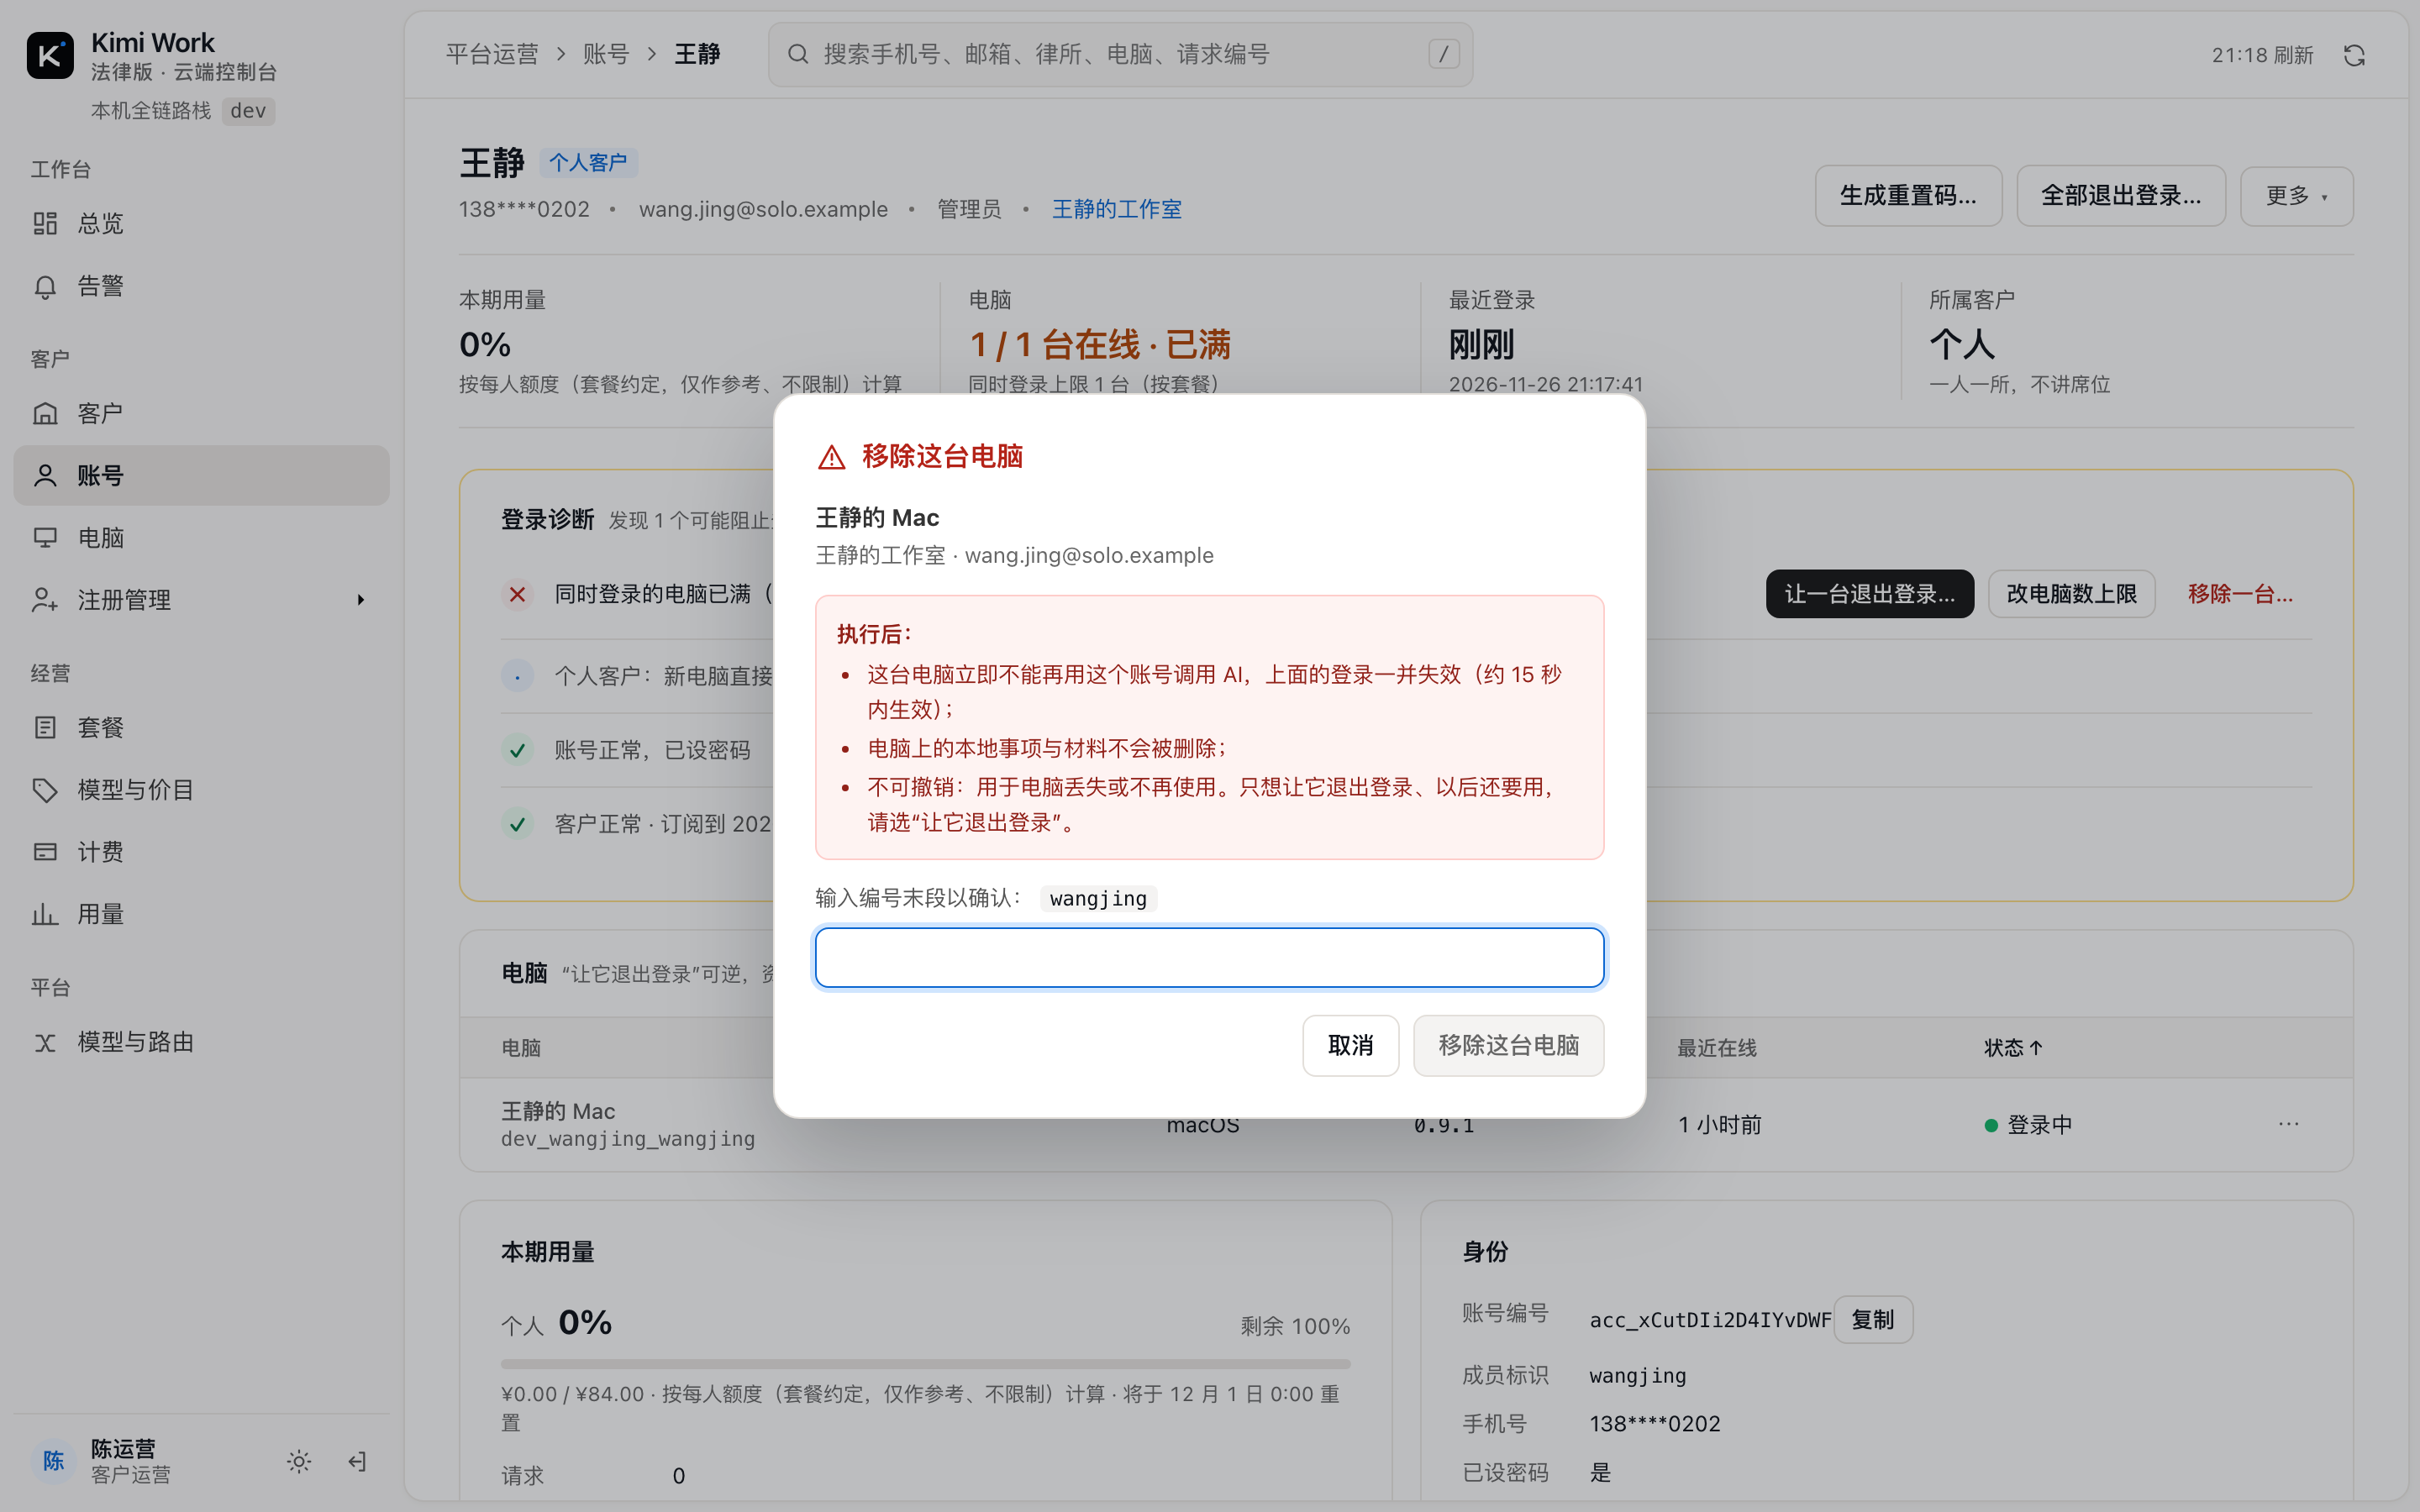 Kimi Work
法律版 · 云端控制台
本机全链路栈 dev
工作台
总览
告警
客户
客户
账号
电脑
注册管理
经营
套餐
模型与价目
计费
用量
平台
模型与路由
陈 陈运营
客户运营
平台运营 > 账号 > 王静
搜索手机号、邮箱、律所、电脑、请求编号 /
21:18 刷新
王静 个人客户
138****0202 • wang.jing@solo.example • 管理员 • 王静的工作室
生成重置码... 全部退出登录... 更多
本期用量
0%
按每人额度（套餐约定，仅作参考、不限制）计算
电脑
1 / 1 台在线 · 已满
同时登录上限 1 台（按套餐）
最近登录
刚刚
2026-11-26 21:17:41
所属客户
个人
一人一所，不讲席位
登录诊断 发现 1 个可能阻止
同时登录的电脑已满（
让一台退出登录... 改电脑数上限 移除一台...
个人客户：新电脑直接
账号正常，已设密码
客户正常 · 订阅到 202
移除这台电脑
王静的 Mac
王静的工作室 · wang.jing@solo.example
执行后：
• 这台电脑立即不能再用这个账号调用 AI，上面的登录一并失效（约 15 秒
内生效）；
• 电脑上的本地事项与材料不会被删除；
• 不可撤销：用于电脑丢失或不再使用。只想让它退出登录、以后还要用，
请选“让它退出登录”。
输入编号末段以确认： wangjing
取消 移除这台电脑
电脑 “让它退出登录”可逆，
电脑 最近在线 状态 ↑
王静的 Mac
dev_wangjing_wangjing
macOS 0.9.1 1 小时前 登录中 ...
本期用量
个人 0% 剩余 100%
¥0.00 / ¥84.00 · 按每人额度（套餐约定，仅作参考、不限制）计算 · 将于 12 月 1 日 0:00 重
置
请求 0
身份
账号编号 acc_xCutDIi2D4IYvDWF 复制
成员标识 wangjing
手机号 138****0202
已设密码 是